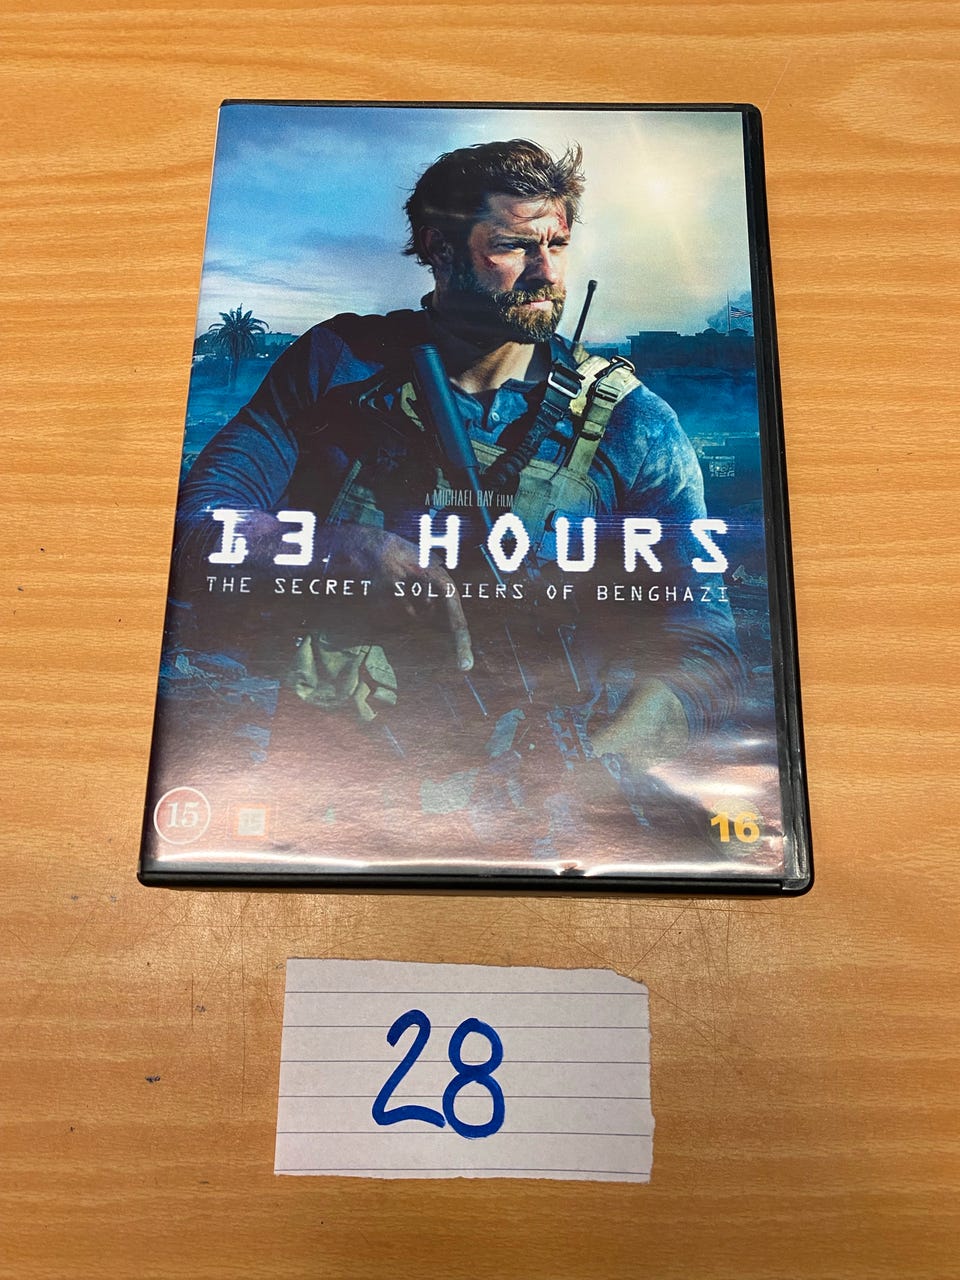 A MICHAEL BAY FILM
13 HOURS
THE SECRET SOLDIERS OF BENGHAZI
15
16
28